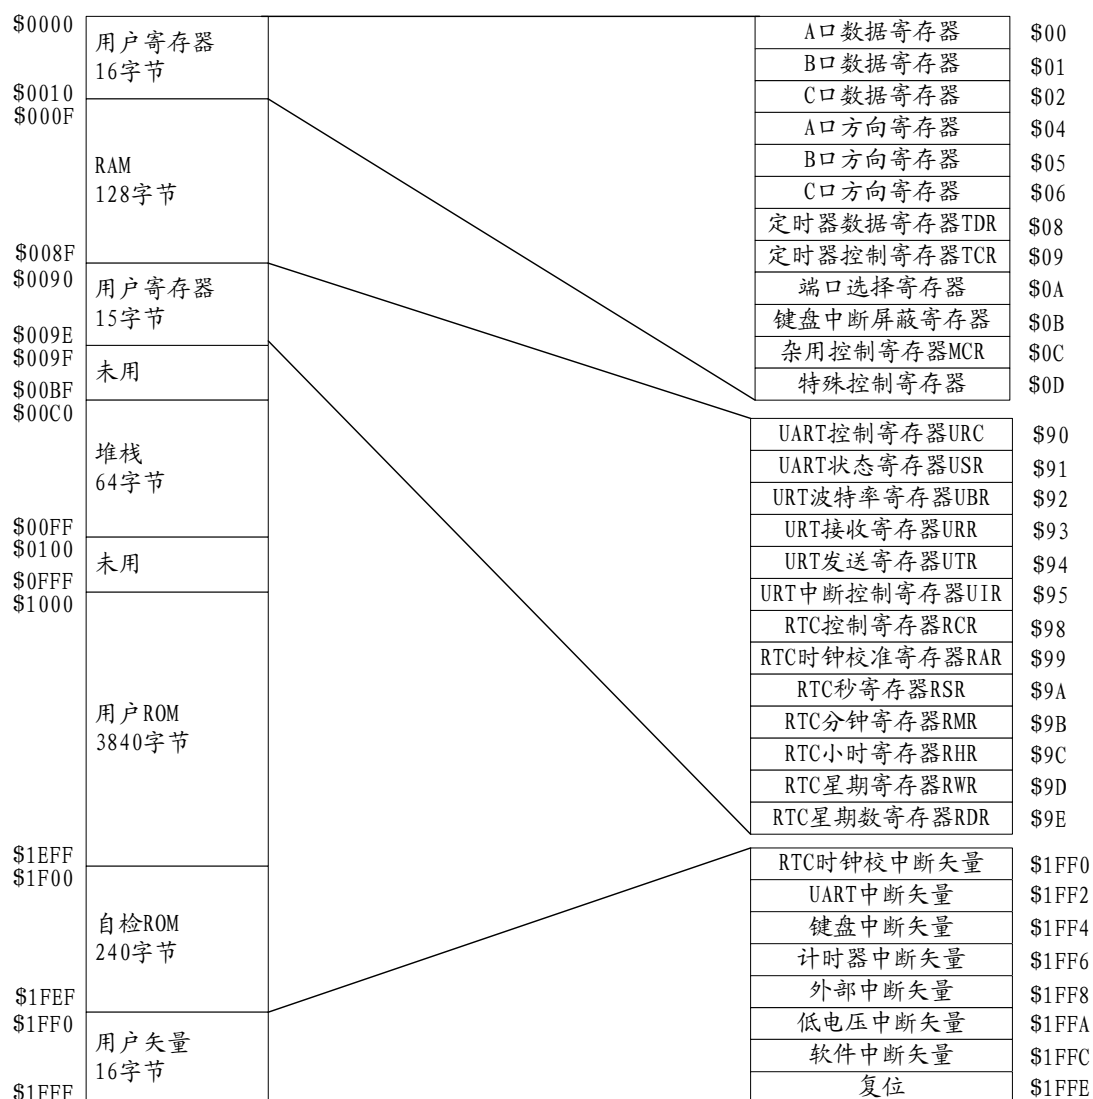 $0000
用户寄存器
16字节
$0010
$000F
RAM
128字节
$008F
$0090
用户寄存器
15字节
$009E
$009F
未用
$00BF
$00C0
堆栈
64字节
$00FF
$0100
未用
$0FFF
$1000
用户ROM
3840字节
$1EFF
$1F00
自检ROM
240字节
$1FEF
$1FF0
用户矢量
16字节
$1FFF
A口数据寄存器 $00
B口数据寄存器 $01
C口数据寄存器 $02
A口方向寄存器 $04
B口方向寄存器 $05
C口方向寄存器 $06
定时器数据寄存器TDR $08
定时器控制寄存器TCR $09
端口选择寄存器 $0A
键盘中断屏蔽寄存器 $0B
杂用控制寄存器MCR $0C
特殊控制寄存器 $0D
UART控制寄存器URC $90
UART状态寄存器USR $91
URT波特率寄存器UBR $92
URT接收寄存器URR $93
URT发送寄存器UTR $94
URT中断控制寄存器UIR $95
RTC控制寄存器RCR $98
RTC时钟校准寄存器RAR $99
RTC秒寄存器RSR $9A
RTC分钟寄存器RMR $9B
RTC小时寄存器RHR $9C
RTC星期寄存器RWR $9D
RTC星期数寄存器RDR $9E
RTC时钟校中断矢量 $1FF0
UART中断矢量 $1FF2
键盘中断矢量 $1FF4
计时器中断矢量 $1FF6
外部中断矢量 $1FF8
低电压中断矢量 $1FFA
软件中断矢量 $1FFC
复位 $1FFE